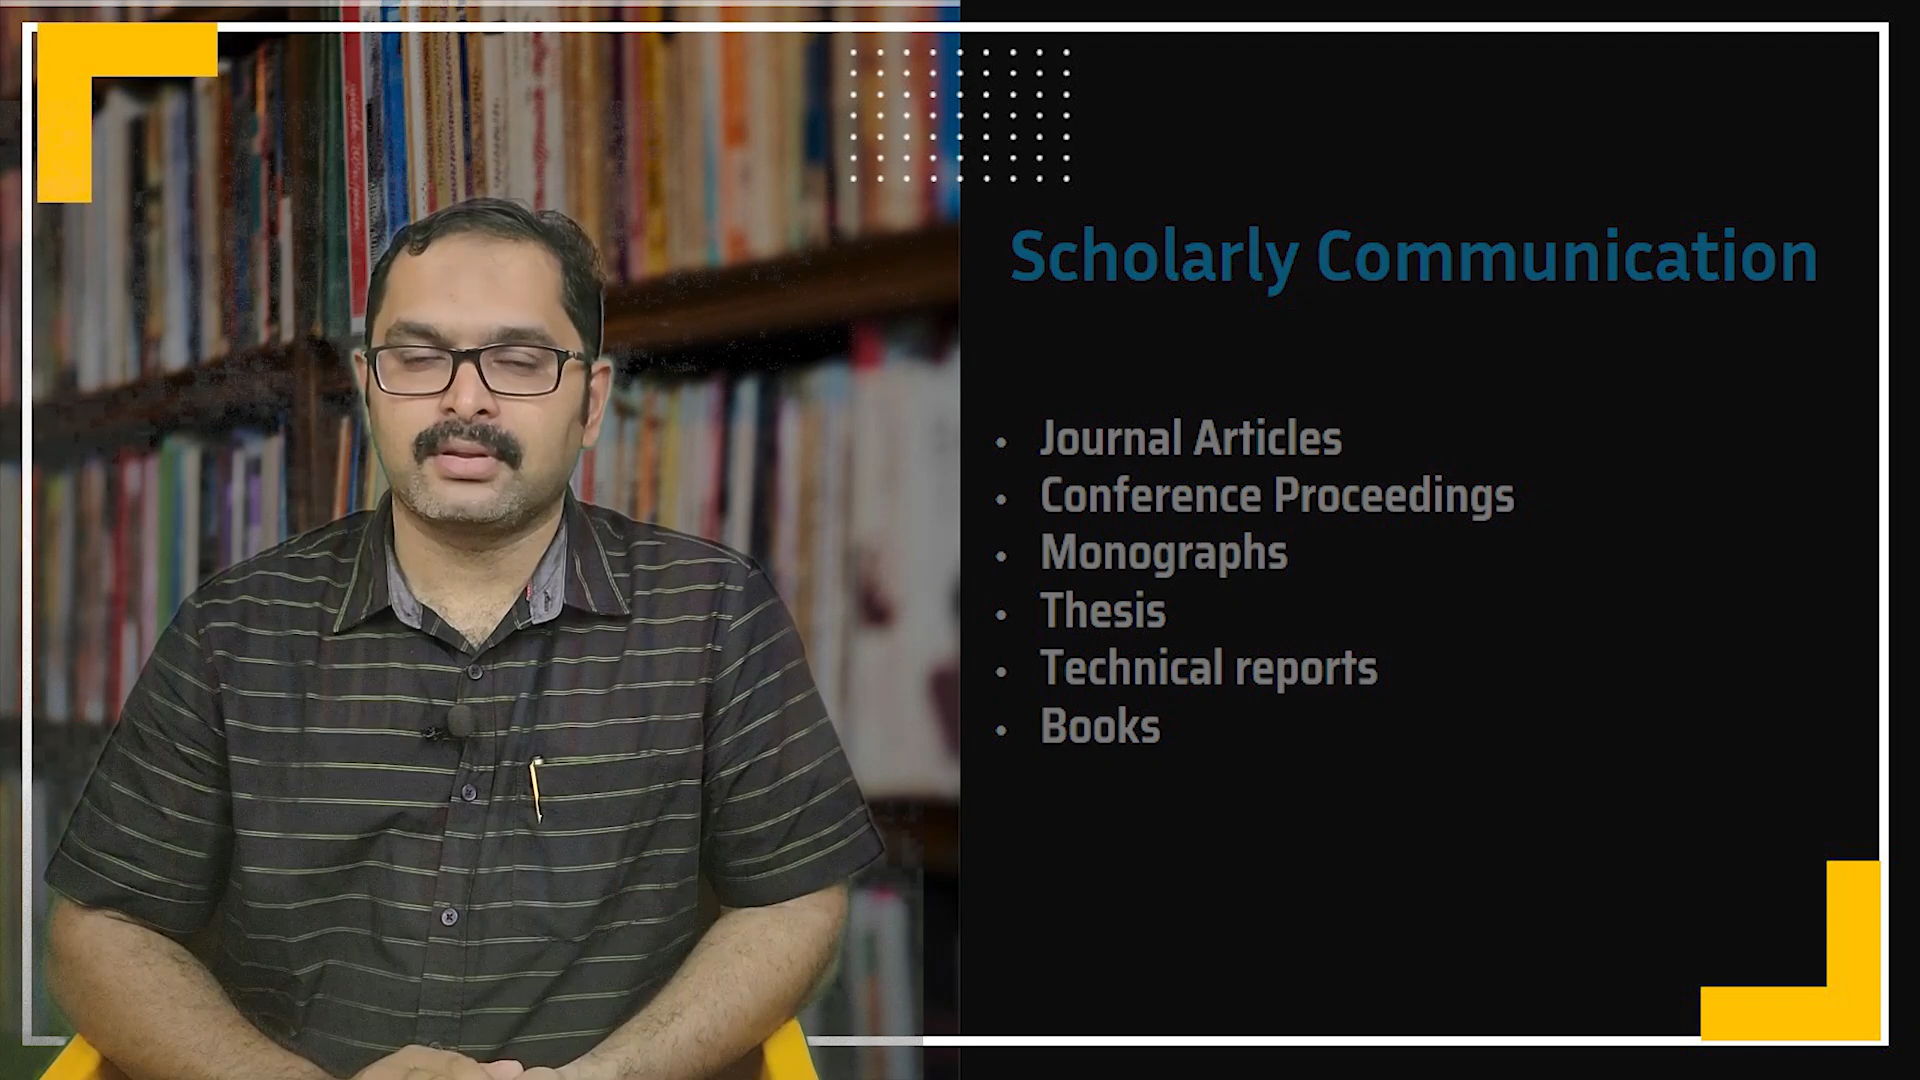 Scholarly Communication
• Journal Articles
• Conference Proceedings
• Monographs
• Thesis
• Technical reports
• Books